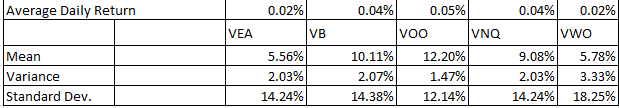 Average Daily Return 0.02% 0.04% 0.05% 0.04% 0.02%
VEA VB VOO VNQ VWO
Mean 5.56% 10.11% 12.20% 9.08% 5.78%
Variance 2.03% 2.07% 1.47% 2.03% 3.33%
Standard Dev. 14.24% 14.38% 12.14% 14.24% 18.25%